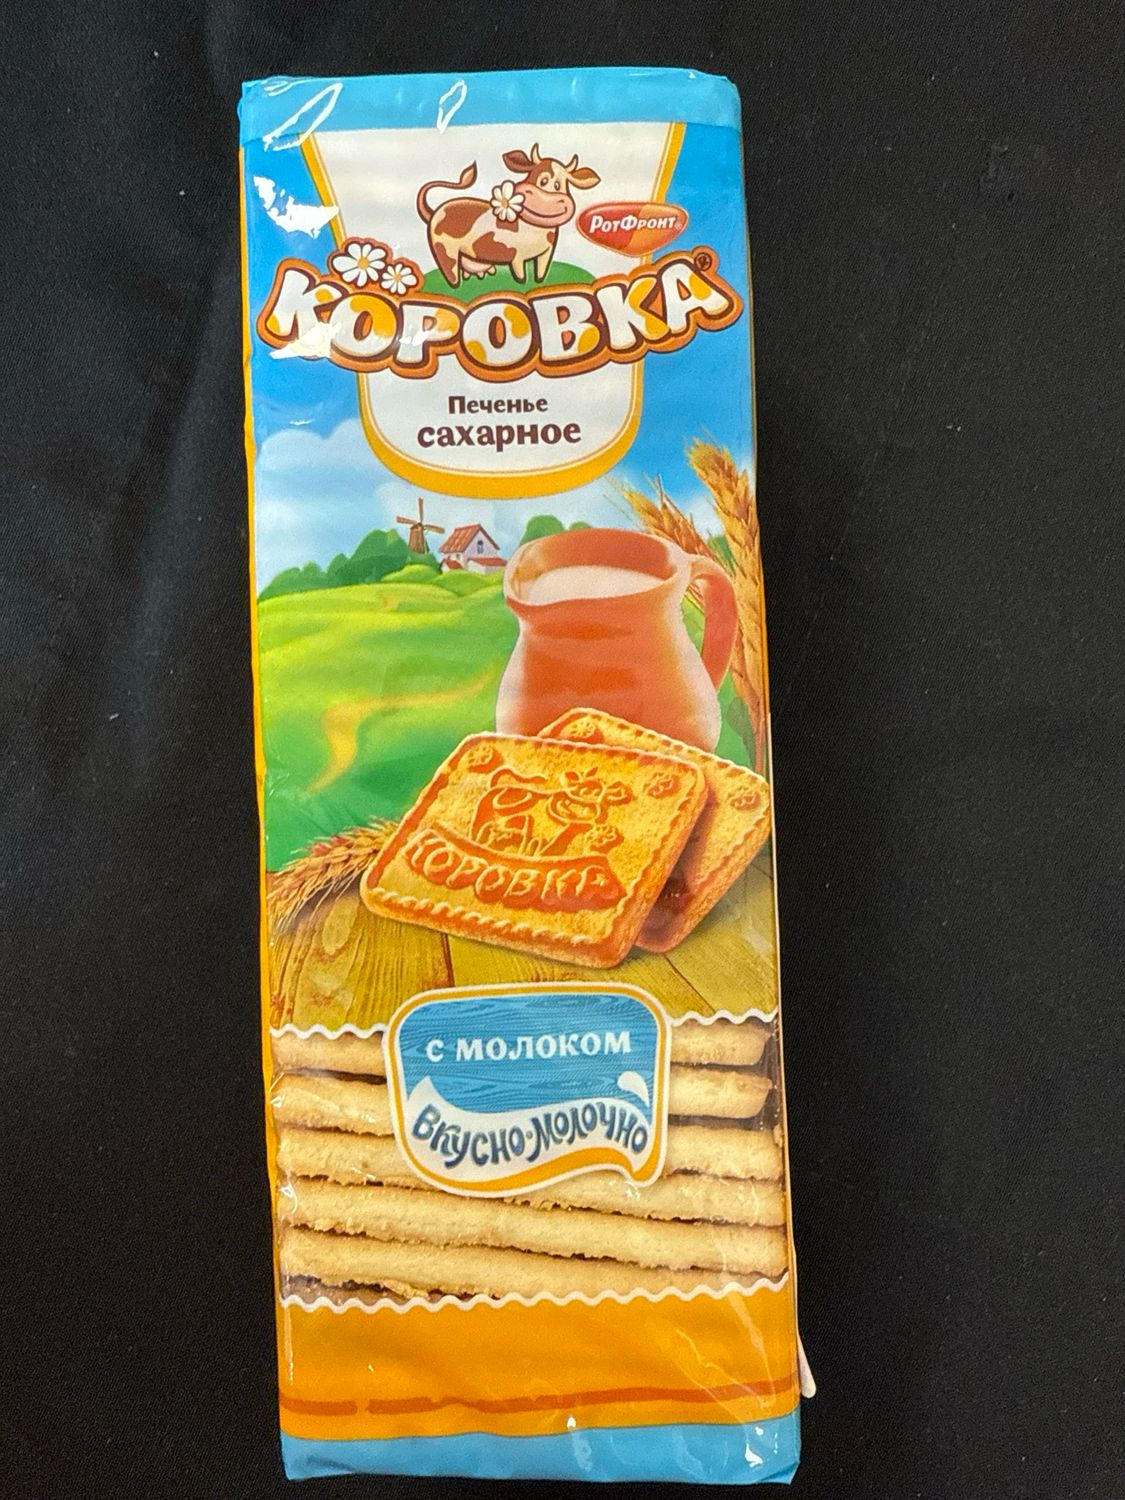 РотФронт®
КОРОВКА®
Печенье
сахарное
КОРОВКА
с молоком
вкусно-молочно